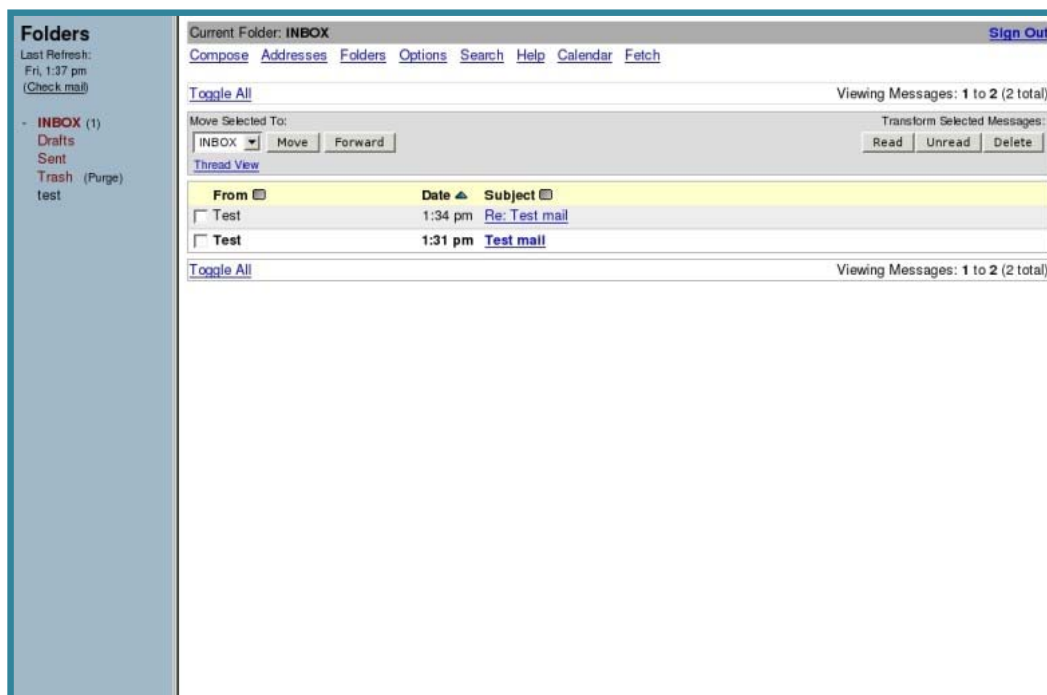 Folders
Last Refresh:
Fri, 1:37 pm
(Check mail)
- INBOX (1)
Drafts
Sent
Trash (Purge)
test
Current Folder: INBOX Sign Out
Compose Addresses Folders Options Search Help Calendar Fetch
Toggle All Viewing Messages: 1 to 2 (2 total)
Move Selected To: Transform Selected Messages:
INBOX Move Forward Read Unread Delete
Thread View
From Date Subject
Test 1:34 pm Re: Test mail
Test 1:31 pm Test mail
Toggle All Viewing Messages: 1 to 2 (2 total)